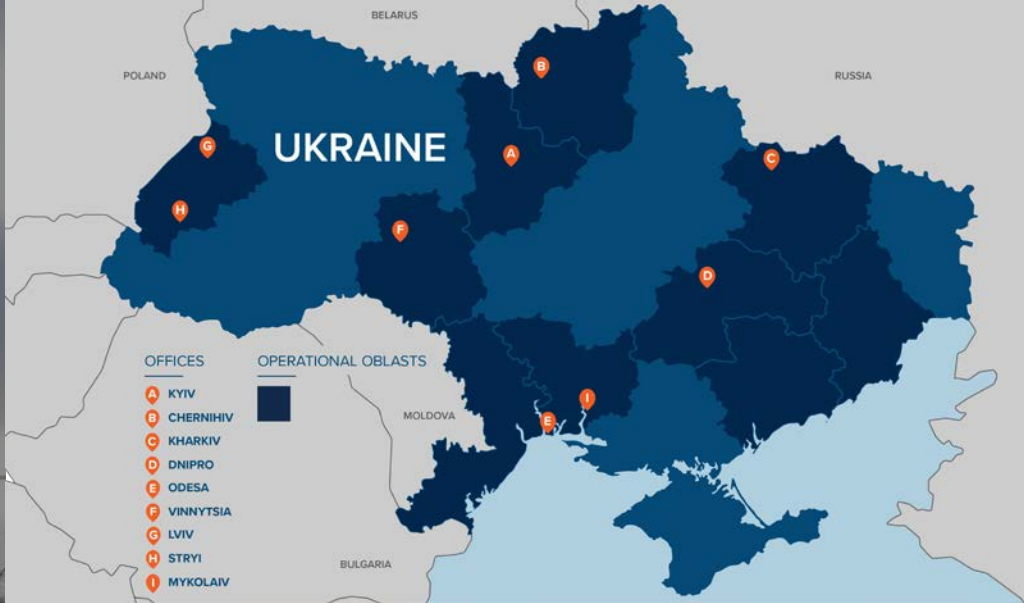 BELARUS
POLAND
RUSSIA
B
UKRAINE
G
A
C
H
F
D
OFFICES
OPERATIONAL OBLASTS
A KYIV
B CHERNIHIV
C KHARKIV
D DNIPRO
E ODESA
F VINNYTSIA
G LVIV
H STRYI
I MYKOLAIV
MOLDOVA
I
E
BULGARIA